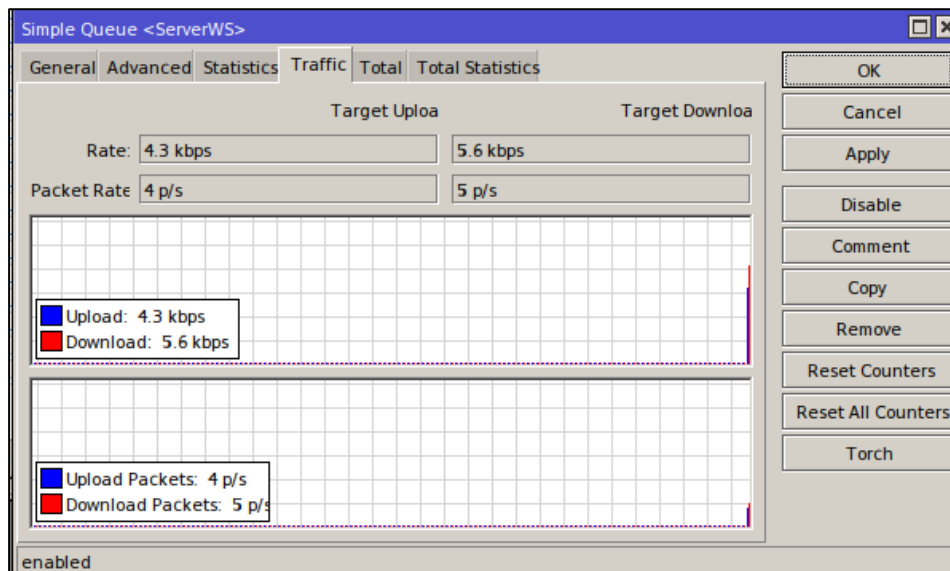 Simple Queue <ServerWS>
General Advanced Statistics Traffic Total Total Statistics
Target Uploa Target Downloa
Rate: 4.3 kbps 5.6 kbps
Packet Rate 4 p/s 5 p/s
Upload: 4.3 kbps
Download: 5.6 kbps
Upload Packets: 4 p/s
Download Packets: 5 p/s
enabled
OK
Cancel
Apply
Disable
Comment
Copy
Remove
Reset Counters
Reset All Counters
Torch